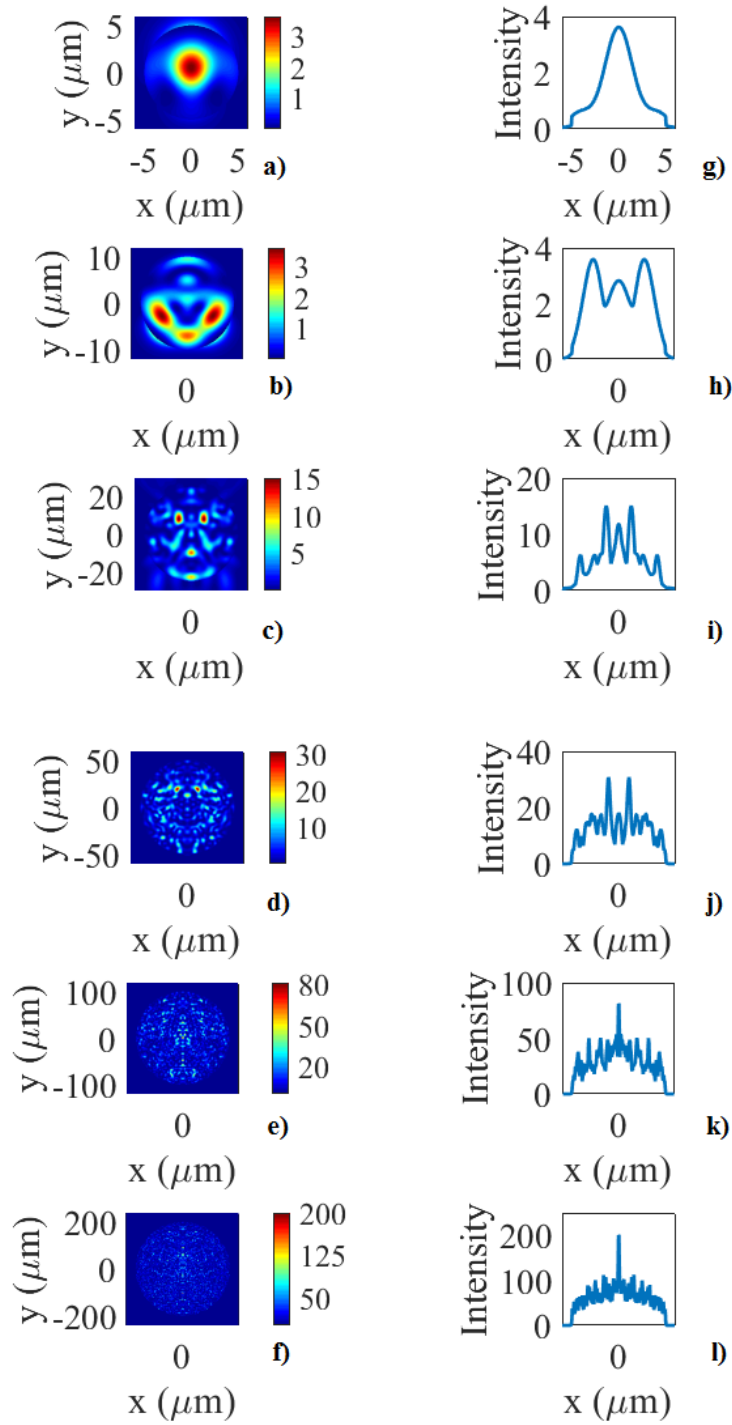 5
0
-5
y (μm)
3
2
1
-5 0 5
x (μm)
a)
4
2
0
Intensity
-5 0 5
x (μm)
g)
10
0
-10
y (μm)
3
2
1
0
x (μm)
b)
4
2
0
Intensity
0
x (μm)
h)
20
0
-20
y (μm)
15
10
5
0
x (μm)
c)
20
10
0
Intensity
0
x (μm)
i)
50
0
-50
y (μm)
30
20
10
0
x (μm)
d)
40
20
0
Intensity
0
x (μm)
j)
100
0
-100
y (μm)
80
50
20
0
x (μm)
e)
100
50
0
Intensity
0
x (μm)
k)
200
0
-200
y (μm)
200
125
50
0
x (μm)
f)
200
100
0
Intensity
0
x (μm)
l)